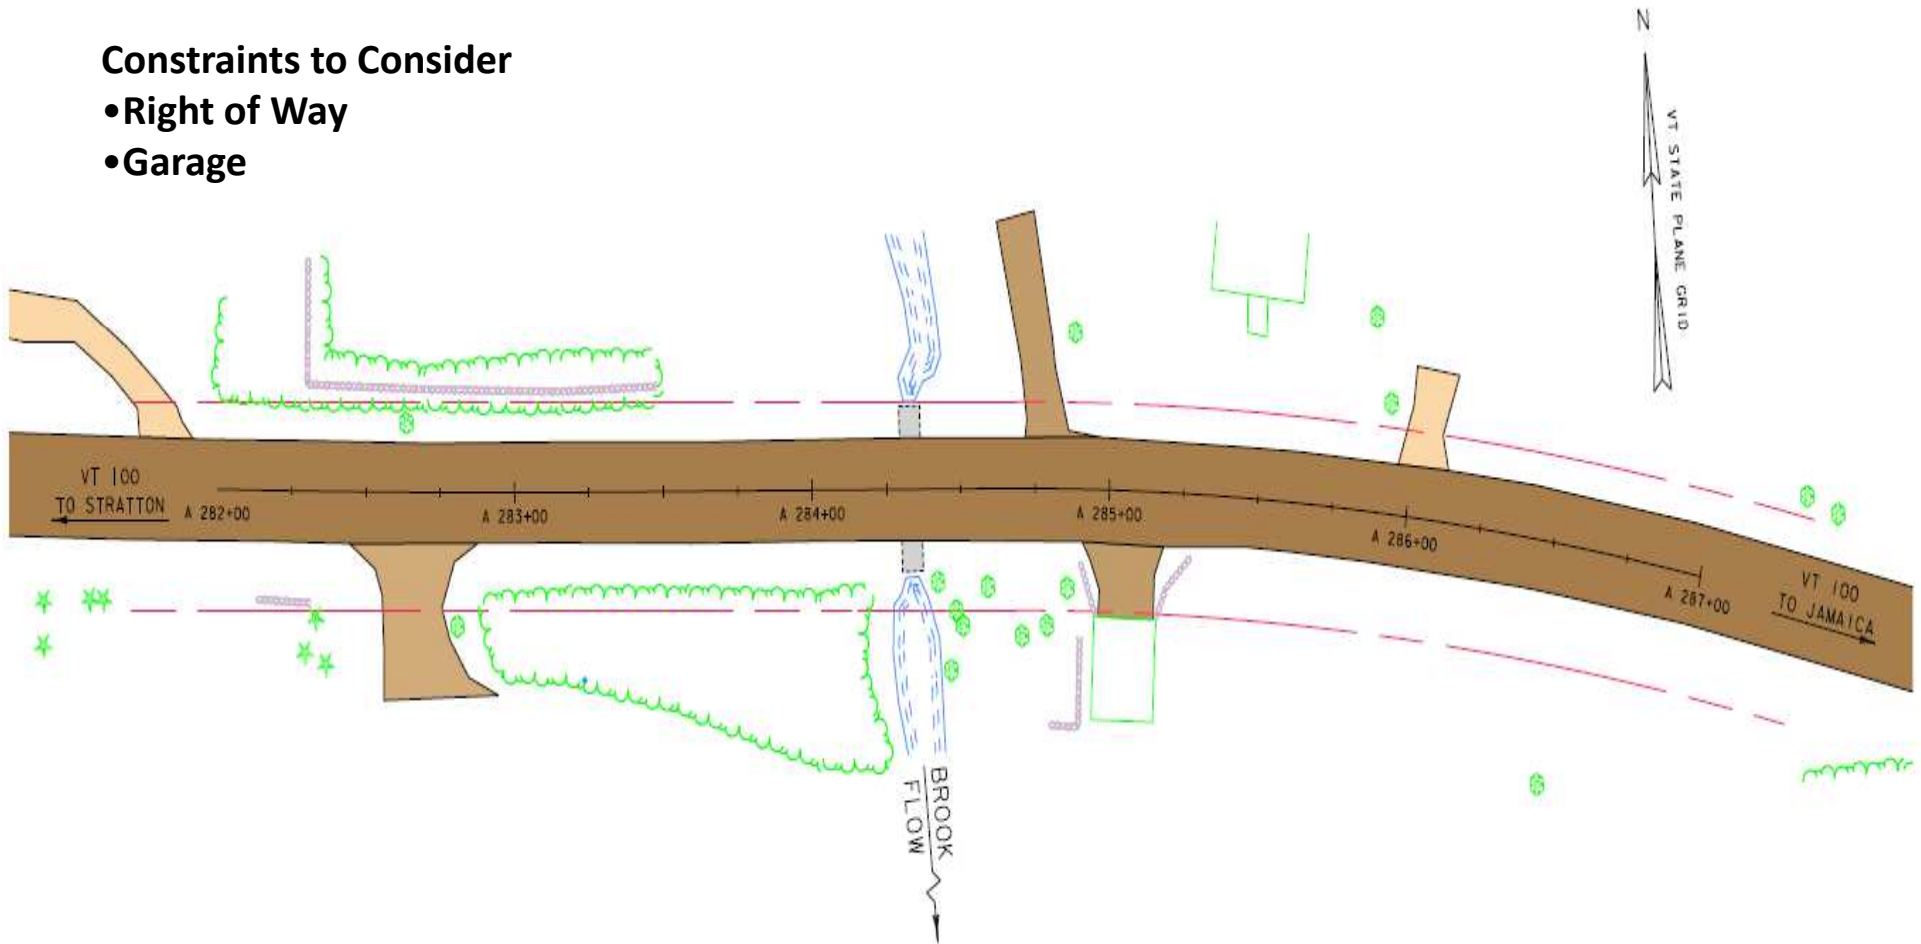 Constraints to Consider
•Right of Way
•Garage
N
VT STATE PLANE GRID
VT 100
TO STRATTON
A 282+00
A 283+00
A 284+00
A 285+00
A 286+00
A 287+00
VT 100
TO JAMAICA
BROOK
FLOW